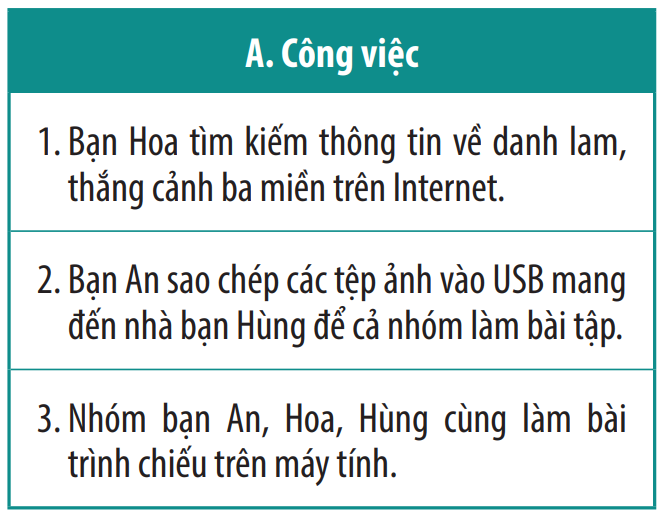 A. Công việc
1. Bạn Hoa tìm kiếm thông tin về danh lam,
thắng cảnh ba miền trên Internet.
2. Bạn An sao chép các tệp ảnh vào USB mang
đến nhà bạn Hùng để cả nhóm làm bài tập.
3. Nhóm bạn An, Hoa, Hùng cùng làm bài
trình chiếu trên máy tính.